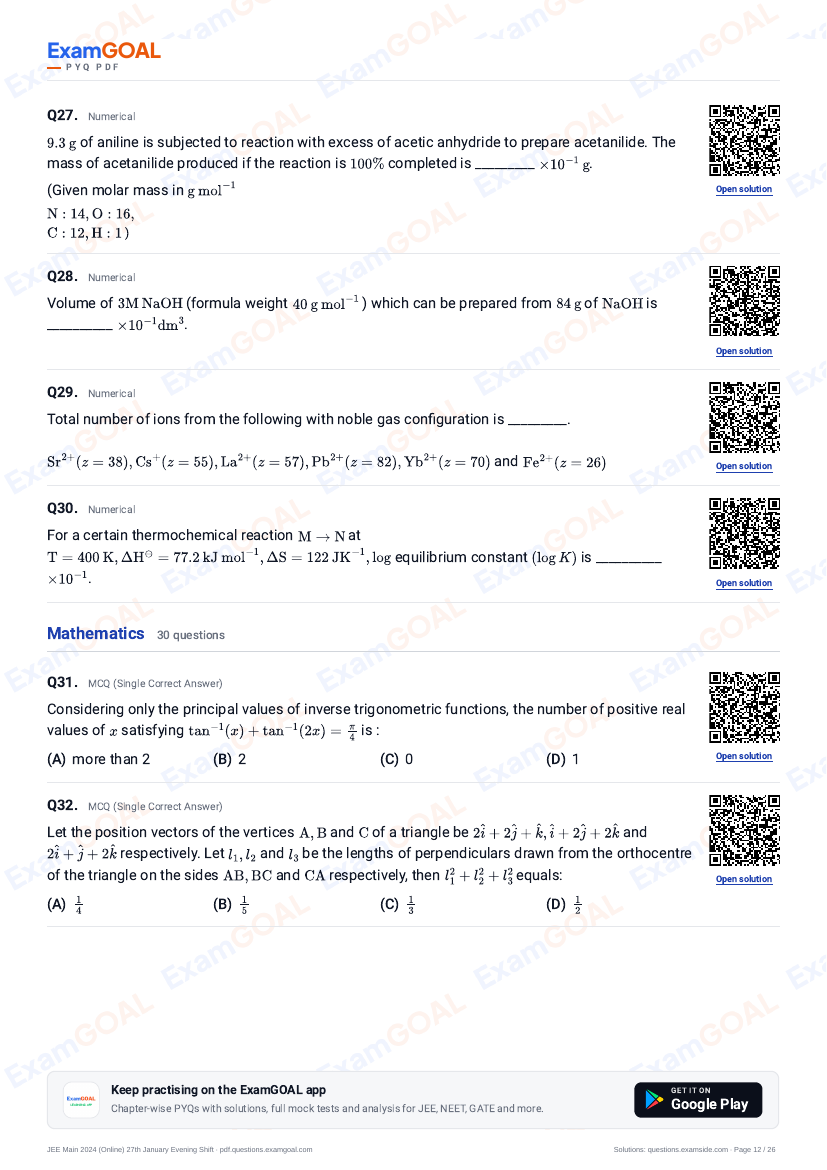 ExamGOAL
PYQ PDF
Q27. Numerical
9.3 g of aniline is subjected to reaction with excess of acetic anhydride to prepare acetanilide. The
mass of acetanilide produced if the reaction is 100% completed is _________ ×10⁻¹ g.
Open solution
(Given molar mass in g mol⁻¹
N : 14, O : 16,
C : 12, H : 1)
Q28. Numerical
Volume of 3M NaOH (formula weight 40 g mol⁻¹ ) which can be prepared from 84 g of NaOH is
__________ ×10⁻¹dm³.
Open solution
Q29. Numerical
Total number of ions from the following with noble gas configuration is _________.
Sr²⁺(z = 38), Cs⁺(z = 55), La²⁺(z = 57), Pb²⁺(z = 82), Yb²⁺(z = 70) and Fe²⁺(z = 26)
Open solution
Q30. Numerical
For a certain thermochemical reaction M → N at
T = 400 K, ΔH⊖ = 77.2 kJ mol⁻¹, ΔS = 122 JK⁻¹, log equilibrium constant (log K) is __________
×10⁻¹.
Open solution
Mathematics 30 questions
Q31. MCQ (Single Correct Answer)
Considering only the principal values of inverse trigonometric functions, the number of positive real
values of x satisfying tan⁻¹(x) + tan⁻¹(2x) = π/4 is :
(A) more than 2 (B) 2 (C) 0 (D) 1
Open solution
Q32. MCQ (Single Correct Answer)
Let the position vectors of the vertices A, B and C of a triangle be 2î + 2ĵ + k̂, î + 2ĵ + 2k̂ and
2î + ĵ + 2k̂ respectively. Let l₁, l₂ and l₃ be the lengths of perpendiculars drawn from the orthocentre
of the triangle on the sides AB, BC and CA respectively, then l₁² + l₂² + l₃² equals:
Open solution
(A) 1/4 (B) 1/5 (C) 1/3 (D) 1/2
ExamGOAL
Keep practising on the ExamGOAL app
Chapter-wise PYQs with solutions, full mock tests and analysis for JEE, NEET, GATE and more.
GET IT ON
Google Play
JEE Main 2024 (Online) 27th January Evening Shift · pdf.questions.examgoal.com
Solutions: questions.examside.com · Page 12 / 26